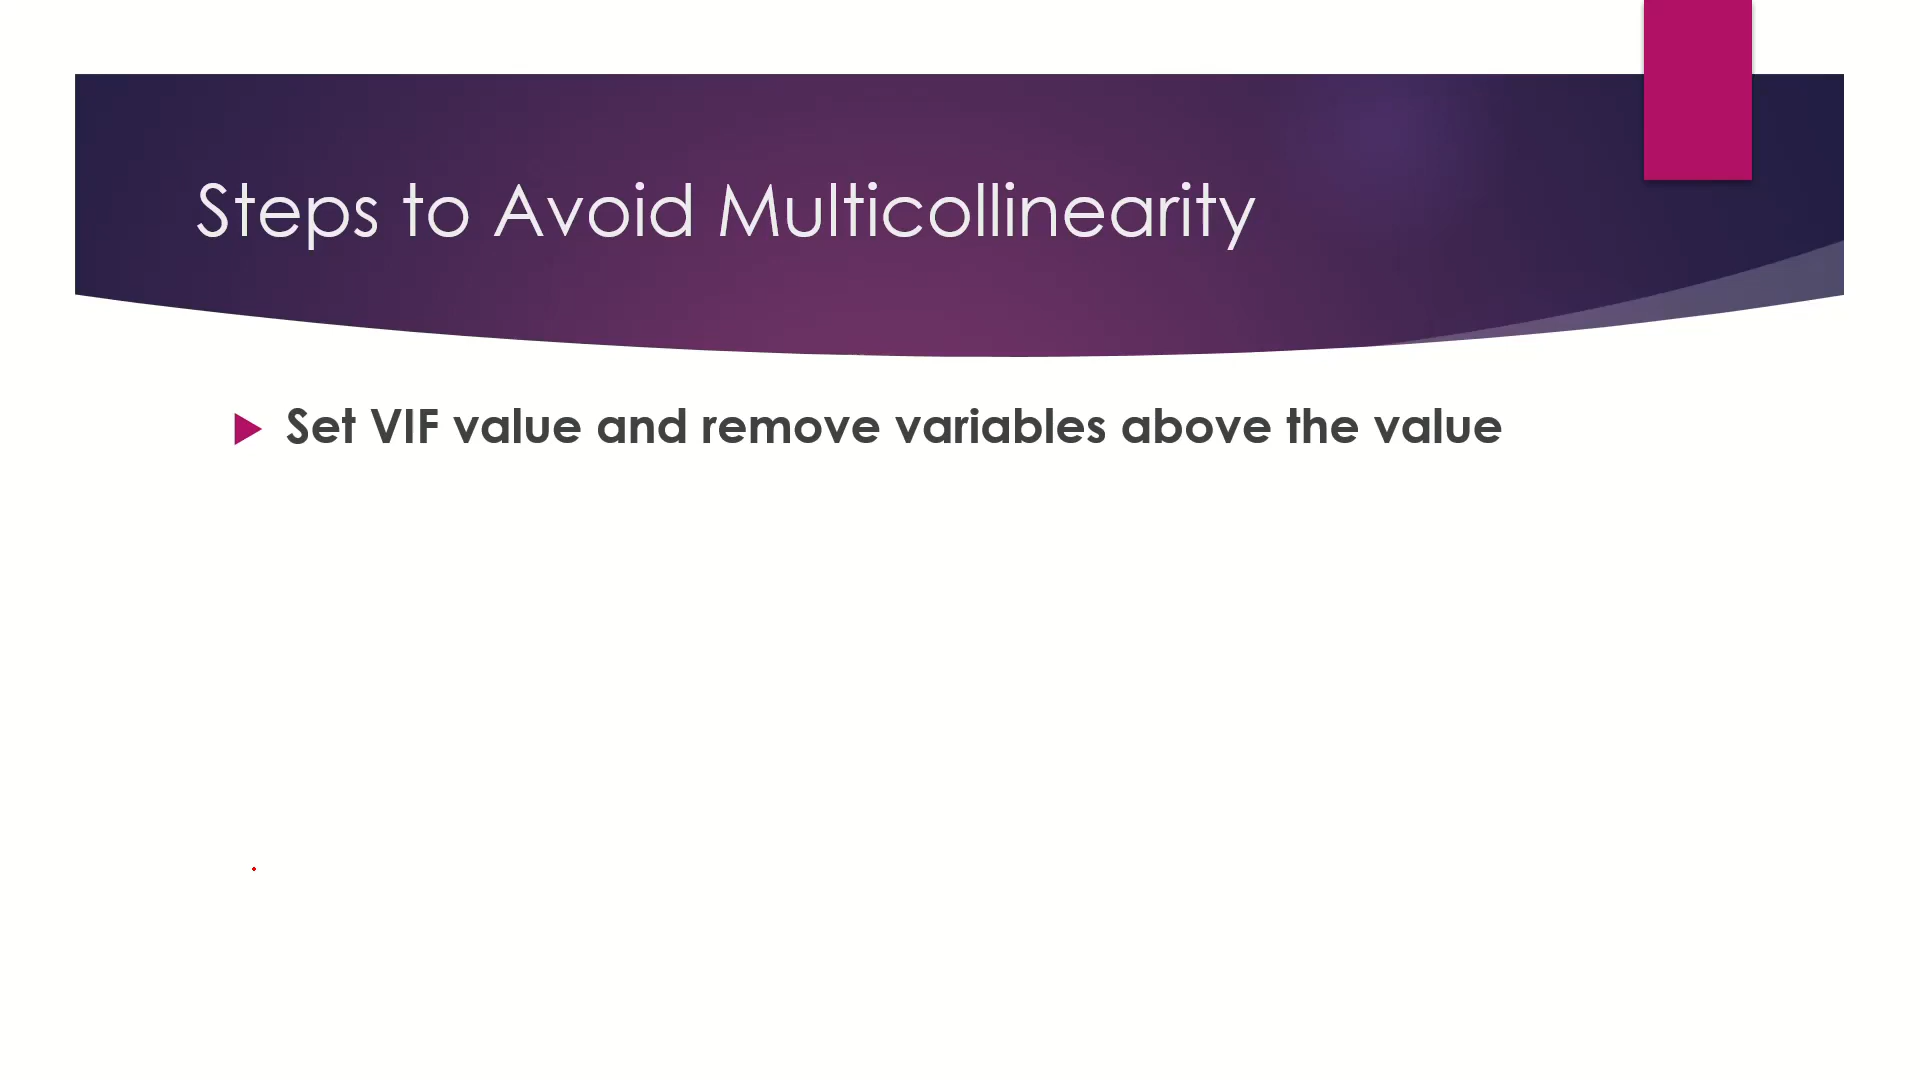 Steps to Avoid Multicollinearity
Set VIF value and remove variables above the value